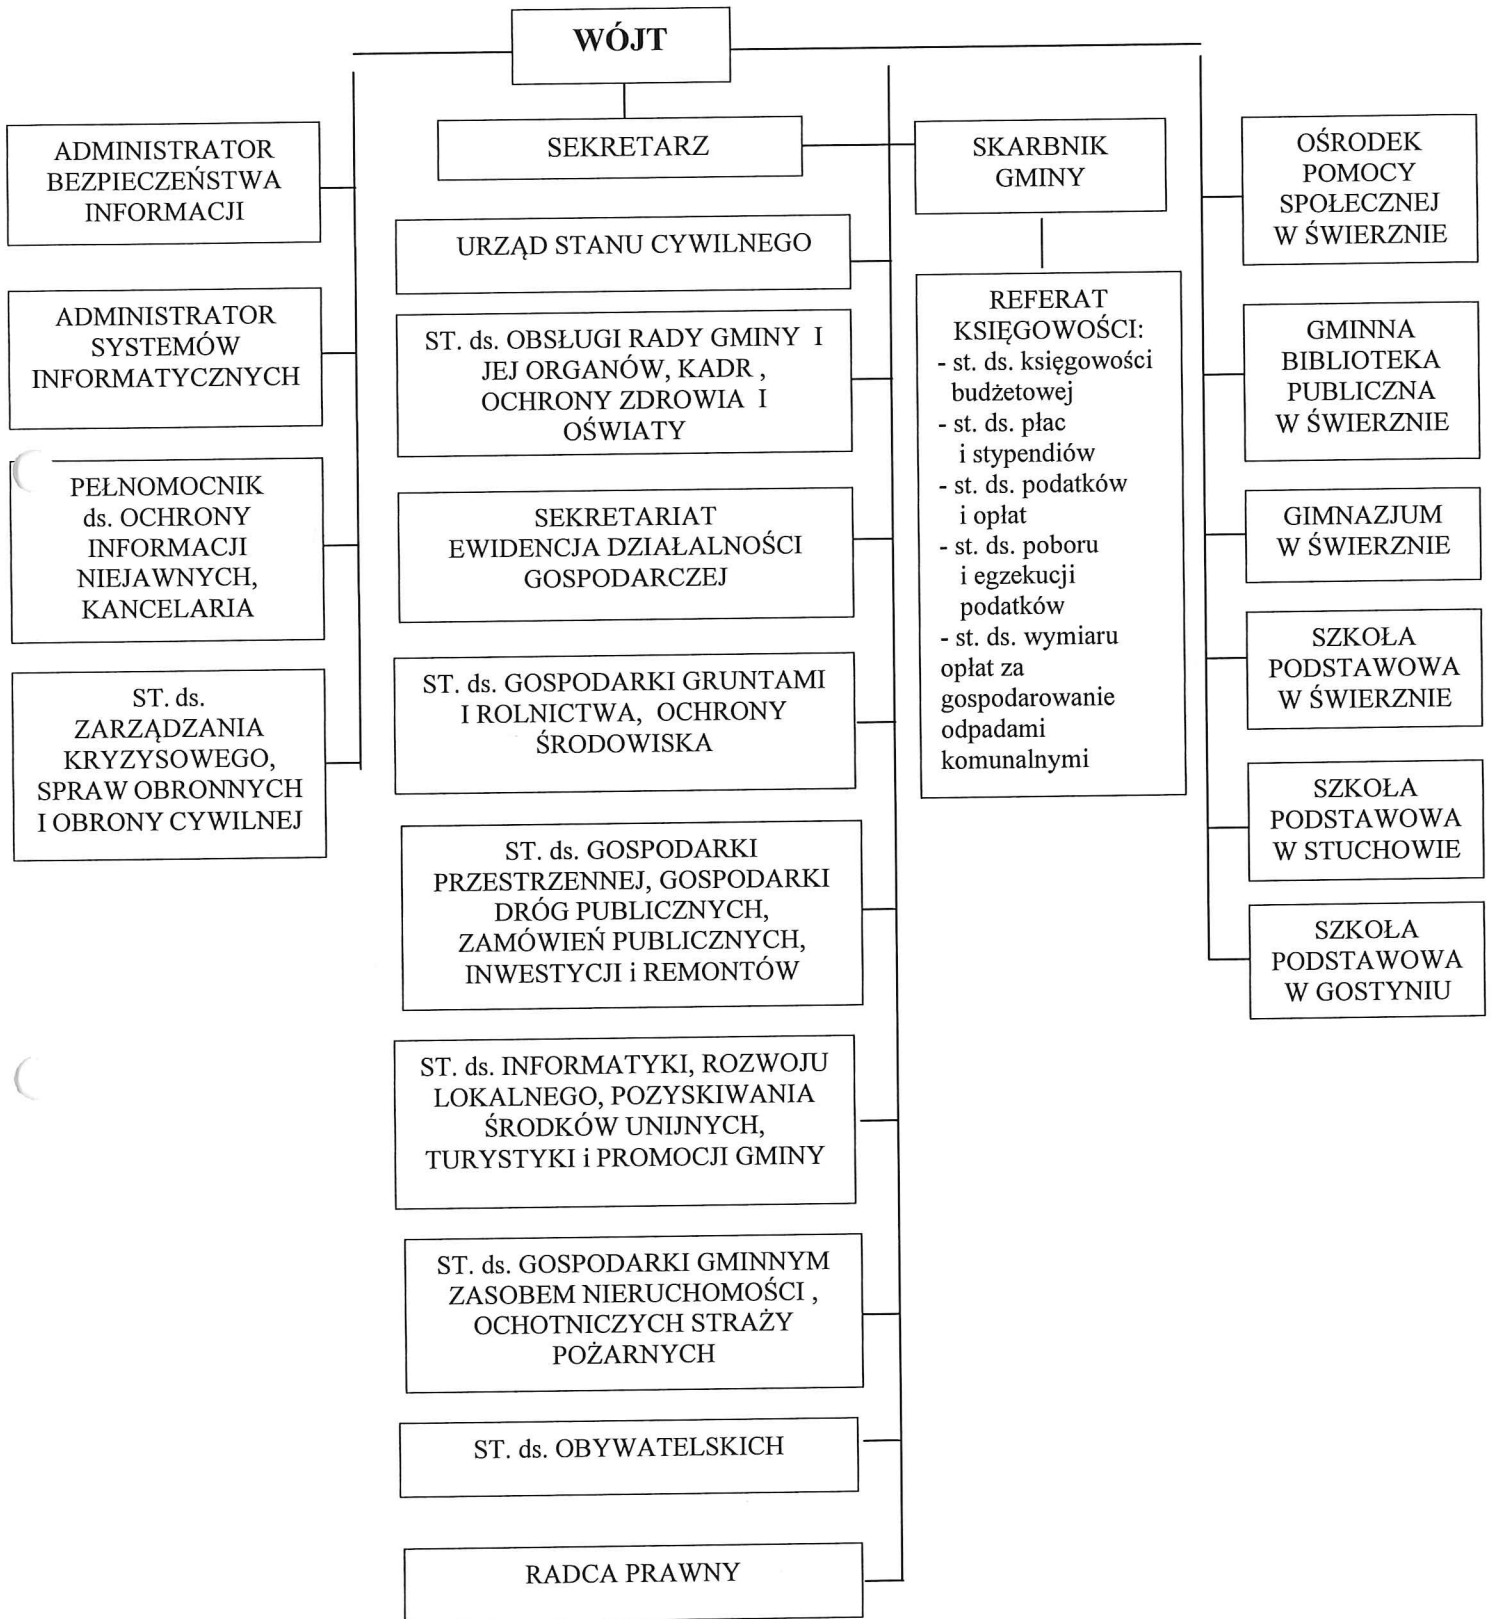 WÓJT
ADMINISTRATOR
BEZPIECZEŃSTWA
INFORMACJI
ADMINISTRATOR
SYSTEMÓW
INFORMATYCZNYCH
PEŁNOMOCNIK
ds. OCHRONY
INFORMACJI
NIEJAWNYCH,
KANCELARIA
ST. ds.
ZARZĄDZANIA
KRYZYSOWEGO,
SPRAW OBRONNYCH
I OBRONY CYWILNEJ
SEKRETARZ
URZĄD STANU CYWILNEGO
ST. ds. OBSŁUGI RADY GMINY I
JEJ ORGANÓW, KADR ,
OCHRONY ZDROWIA I
OŚWIATY
SEKRETARIAT
EWIDENCJA DZIAŁALNOŚCI
GOSPODARCZEJ
ST. ds. GOSPODARKI GRUNTAMI
I ROLNICTWA, OCHRONY
ŚRODOWISKA
ST. ds. GOSPODARKI
PRZESTRZENNEJ, GOSPODARKI
DRÓG PUBLICZNYCH,
ZAMÓWIEŃ PUBLICZNYCH,
INWESTYCJI i REMONTÓW
ST. ds. INFORMATYKI, ROZWOJU
LOKALNEGO, POZYSKIWANIA
ŚRODKÓW UNIJNYCH,
TURYSTYKI i PROMOCJI GMINY
ST. ds. GOSPODARKI GMINNYM
ZASOBEM NIERUCHOMOŚCI ,
OCHOTNICZYCH STRAŻY
POŻARNYCH
ST. ds. OBYWATELSKICH
RADCA PRAWNY
SKARBNIK
GMINY
REFERAT
KSIĘGOWOŚCI:
- st. ds. księgowości
budżetowej
- st. ds. płac
i stypendiów
- st. ds. podatków
i opłat
- st. ds. poboru
i egzekucji
podatków
- st. ds. wymiaru
opłat za
gospodarowanie
odpadami
komunalnymi
OŚRODEK
POMOCY
SPOŁECZNEJ
W ŚWIERZNIE
GMINNA
BIBLIOTEKA
PUBLICZNA
W ŚWIERZNIE
GIMNAZJUM
W ŚWIERZNIE
SZKOŁA
PODSTAWOWA
W ŚWIERZNIE
SZKOŁA
PODSTAWOWA
W STUCHOWIE
SZKOŁA
PODSTAWOWA
W GOSTYNIU